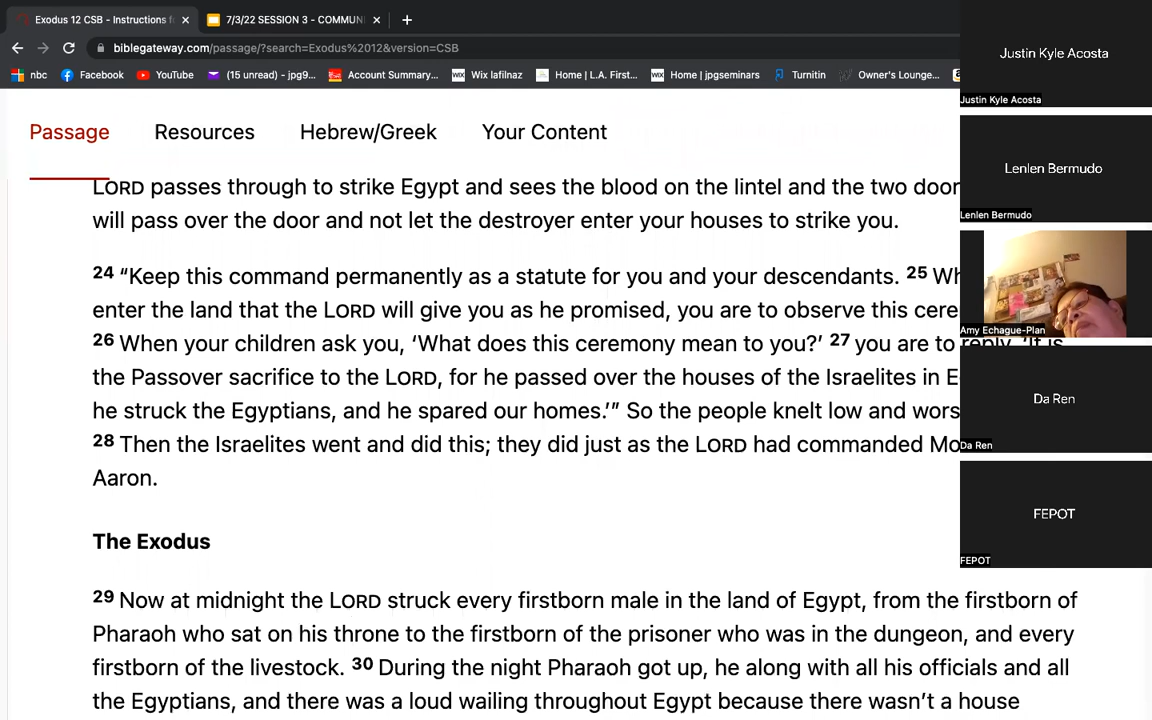 Exodus 12 CSB - Instructions f
7/3/22 SESSION 3 - COMMUN
biblegateway.com/passage/?search=Exodus%2012&version=CSB
nbc Facebook YouTube (15 unread) - jpg9... Account Summary... Wix lafilnaz Home | L.A. First... Home | jpgseminars Turnitin Owner's Lounge...
Passage Resources Hebrew/Greek Your Content
LORD passes through to strike Egypt and sees the blood on the lintel and the two door
will pass over the door and not let the destroyer enter your houses to strike you.
24 “Keep this command permanently as a statute for you and your descendants. 25 Wh
enter the land that the LORD will give you as he promised, you are to observe this cere
26 When your children ask you, ‘What does this ceremony mean to you?’ 27 you are to reply, ‘It is
the Passover sacrifice to the LORD, for he passed over the houses of the Israelites in E
he struck the Egyptians, and he spared our homes.’” So the people knelt low and wors
28 Then the Israelites went and did this; they did just as the LORD had commanded Mo
Aaron.
The Exodus
29 Now at midnight the LORD struck every firstborn male in the land of Egypt, from the firstborn of
Pharaoh who sat on his throne to the firstborn of the prisoner who was in the dungeon, and every
firstborn of the livestock. 30 During the night Pharaoh got up, he along with all his officials and all
the Egyptians, and there was a loud wailing throughout Egypt because there wasn’t a house
Justin Kyle Acosta
Justin Kyle Acosta
Lenlen Bermudo
Lenlen Bermudo
Amy Echague-Plan
Da Ren
Da Ren
FEPOT
FEPOT